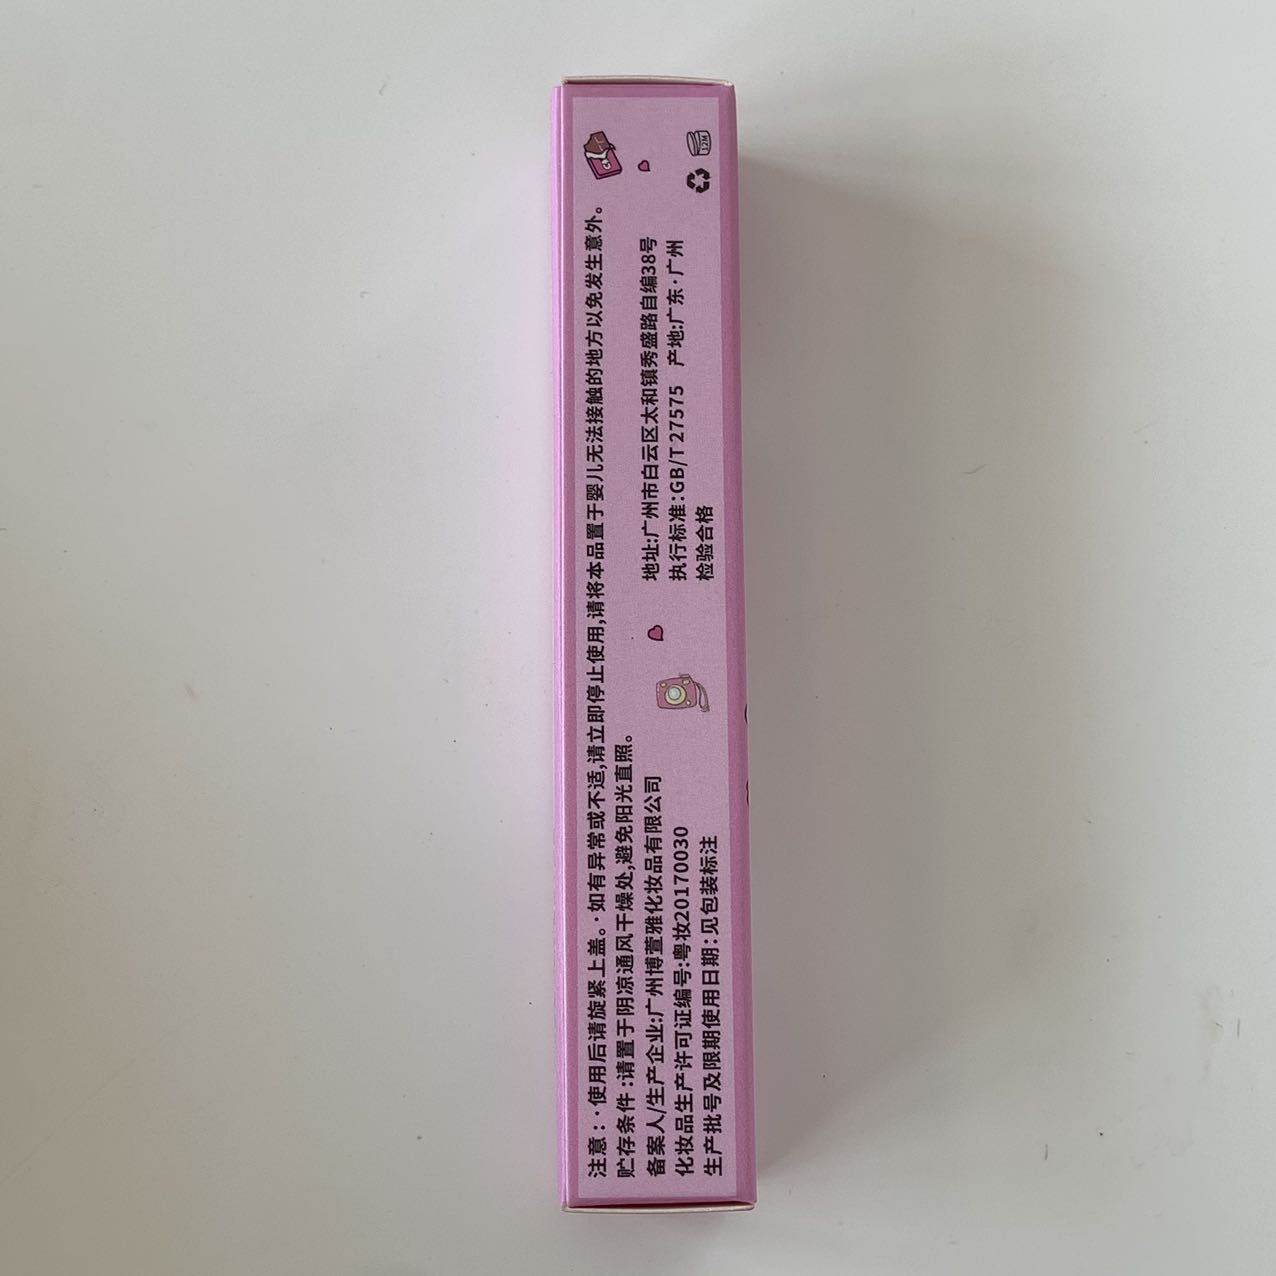 注意：·使用后请旋紧上盖。·如有异常或不适,请立即停止使用,请将本品置于婴儿无法接触的地方以免发生意外。
贮存条件:请置于阴凉通风干燥处,避免阳光直照。
备案人/生产企业:广州博萱雅化妆品有限公司
化妆品生产许可证编号:粤妆20170030
生产批号及限期使用日期:见包装标注
地址:广州市白云区太和镇秀盛路自编38号
执行标准:GB/T 27575 产地:广东·广州
检验合格
12M